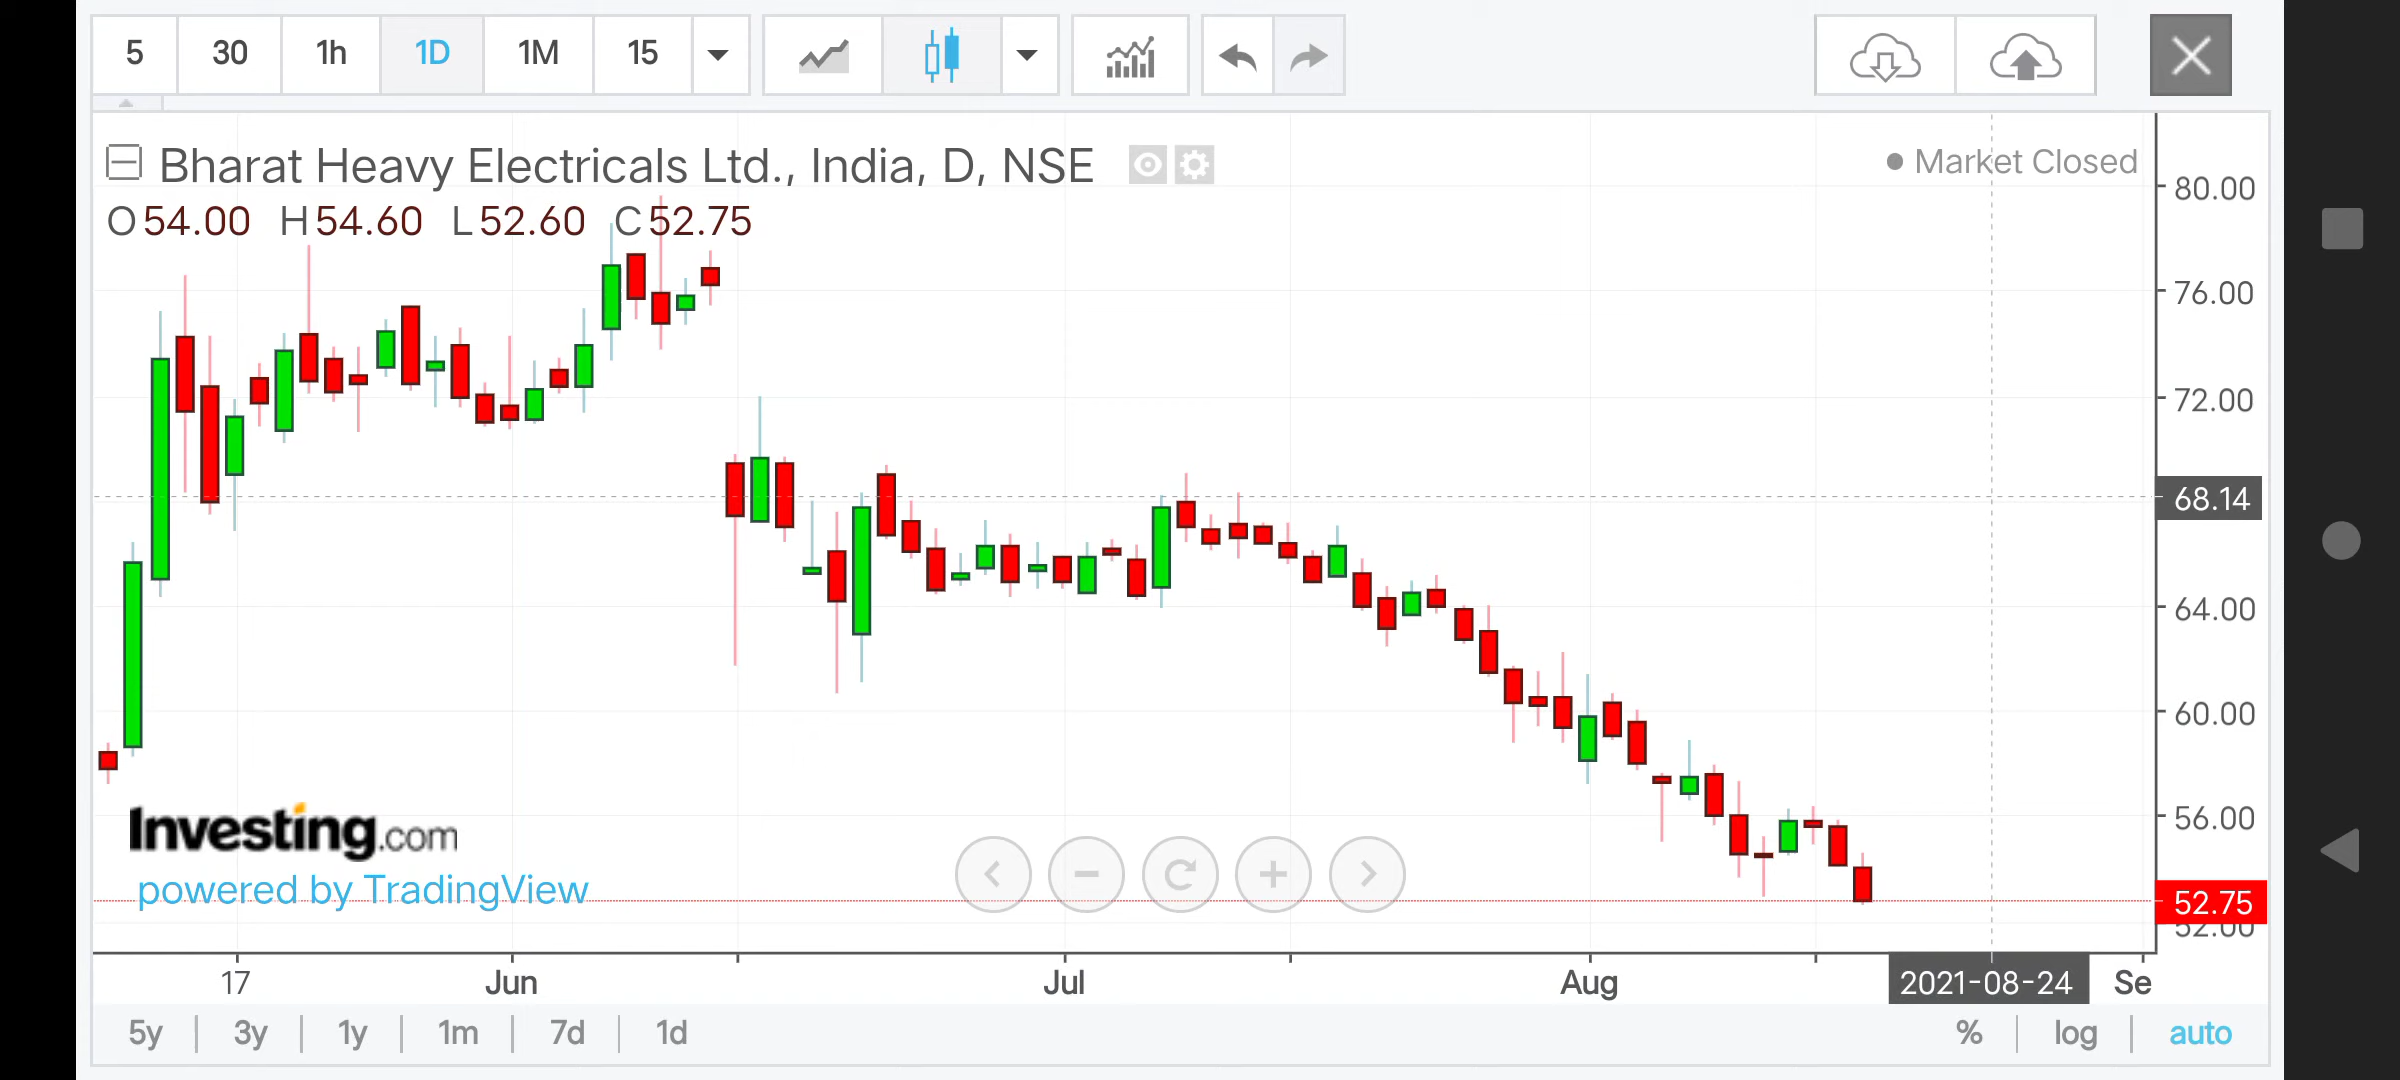 5 30 1h 1D 1M 15
Bharat Heavy Electricals Ltd., India, D, NSE
Market Closed
O 54.00 H 54.60 L 52.60 C 52.75
80.00
76.00
72.00
68.14
64.00
60.00
56.00
52.75
52.00
Investing.com
powered by TradingView
17 Jun Jul Aug 2021-08-24 Se
5y | 3y | 1y | 1m | 7d | 1d % | log | auto